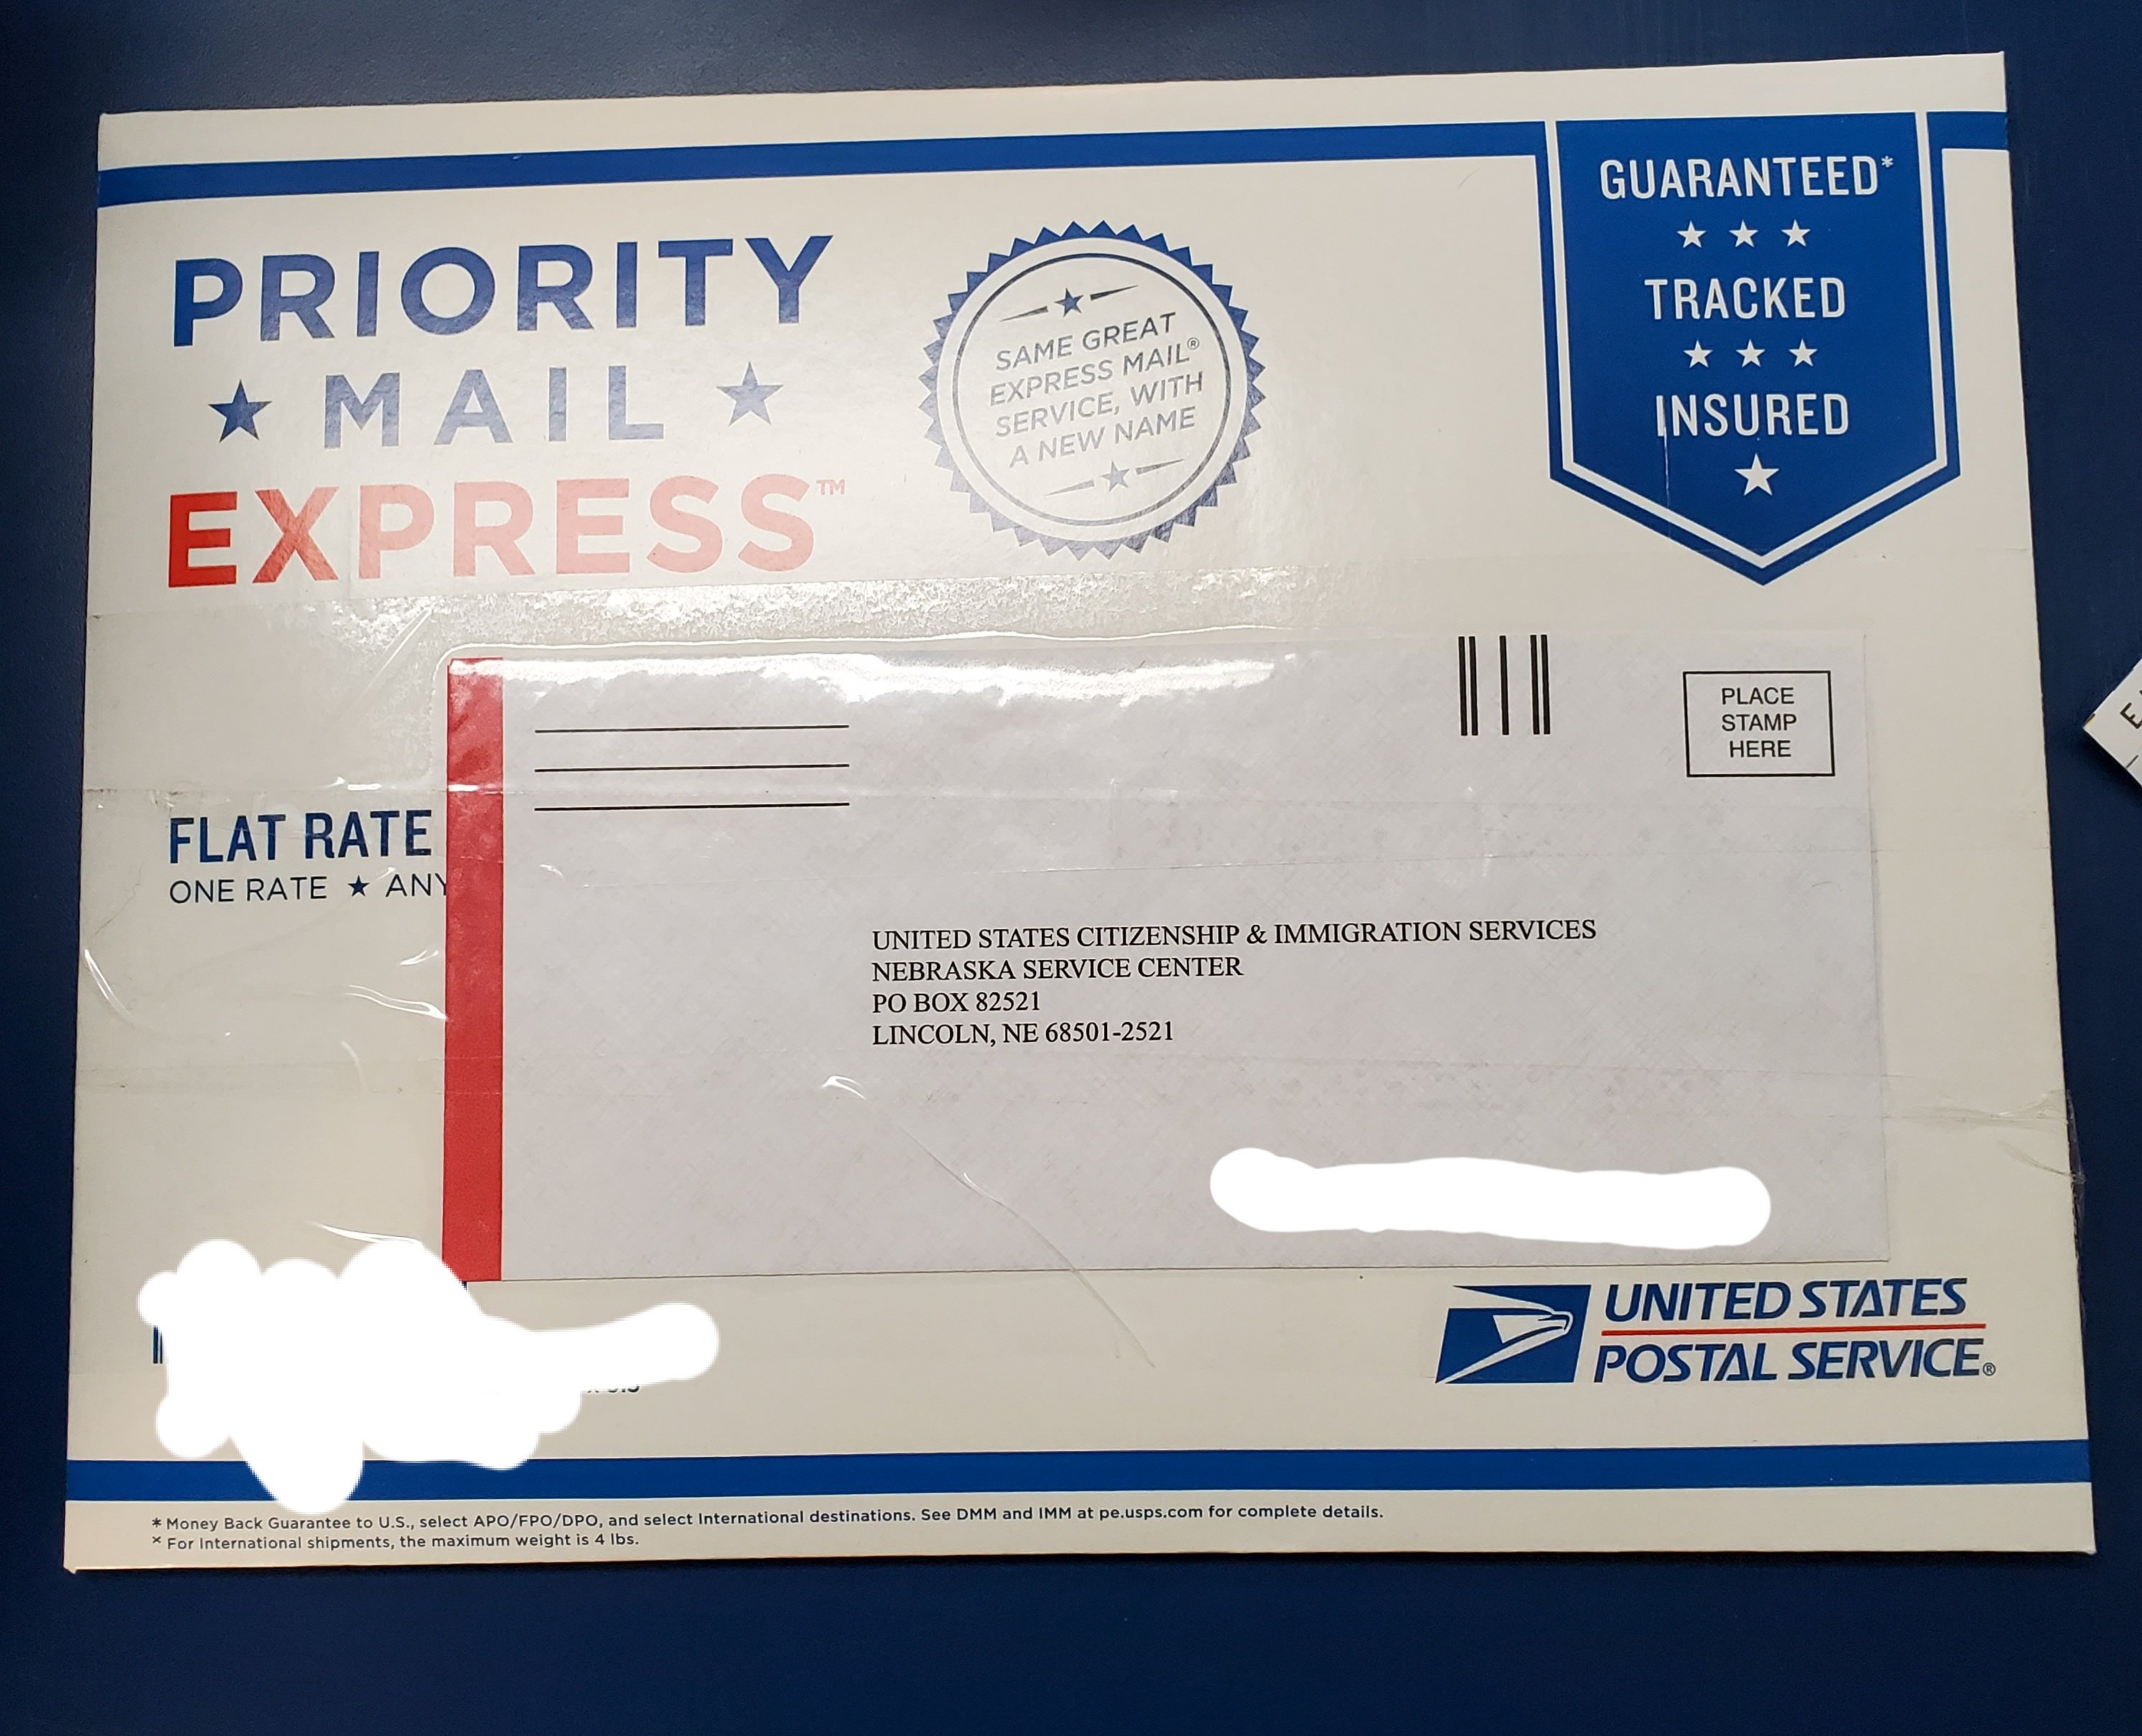 PRIORITY
★ MAIL ★
EXPRESS™
SAME GREAT
EXPRESS MAIL®
SERVICE, WITH
A NEW NAME
GUARANTEED*
★ ★ ★
TRACKED
★ ★ ★
INSURED
★
FLAT RATE
ONE RATE ★ ANY
PLACE
STAMP
HERE
UNITED STATES CITIZENSHIP & IMMIGRATION SERVICES
NEBRASKA SERVICE CENTER
PO BOX 82521
LINCOLN, NE 68501-2521
UNITED STATES
POSTAL SERVICE®
* Money Back Guarantee to U.S., select APO/FPO/DPO, and select International destinations. See DMM and IMM at pe.usps.com for complete details.
× For International shipments, the maximum weight is 4 lbs.